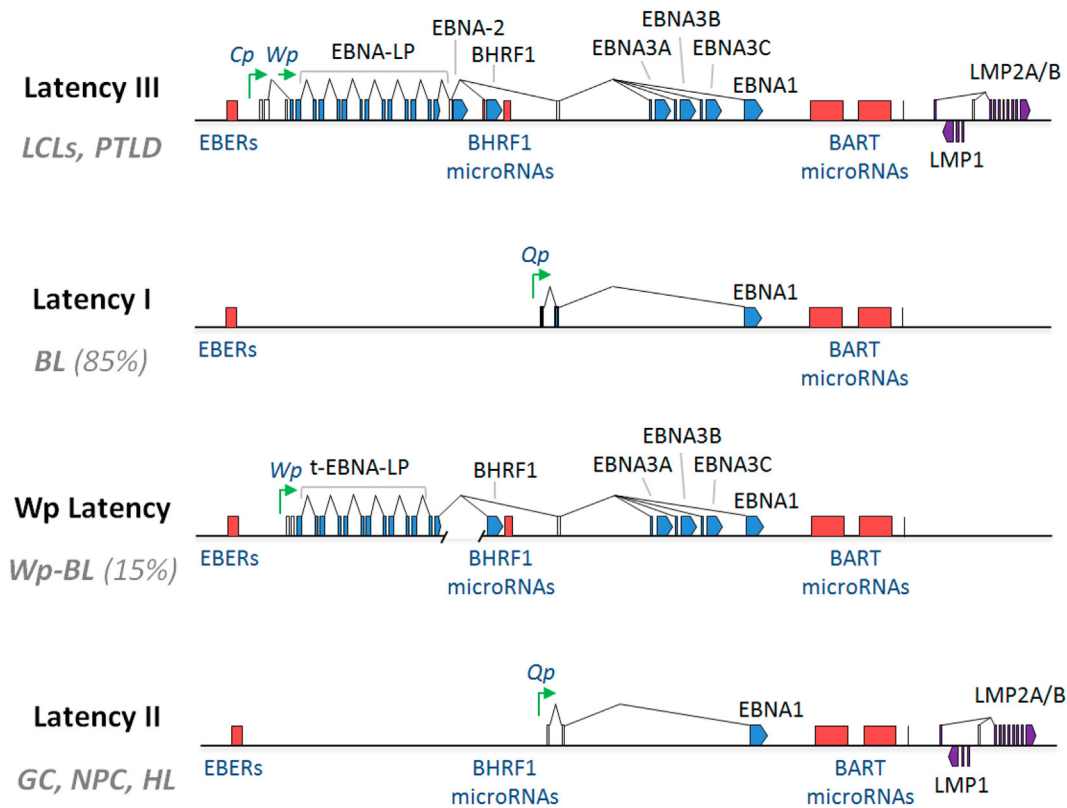 EBNA3B
EBNA-2
EBNA-LP
BHRF1
EBNA3A
EBNA3C
Cp
Wp
EBNA1
LMP2A/B
Latency III
LCLs, PTLD
EBERs
BHRF1
microRNAs
BART
microRNAs
LMP1
Qp
Latency I
EBNA1
BL (85%)
EBERs
BART
microRNAs
EBNA3B
Wp
t-EBNA-LP
BHRF1
EBNA3A
EBNA3C
EBNA1
Wp Latency
Wp-BL (15%)
EBERs
BHRF1
microRNAs
BART
microRNAs
Qp
Latency II
EBNA1
LMP2A/B
GC, NPC, HL
EBERs
BHRF1
microRNAs
BART
microRNAs
LMP1